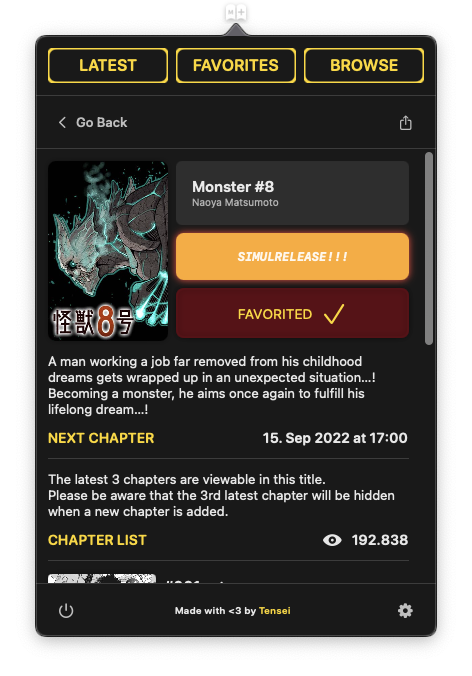 LATEST
FAVORITES
BROWSE
Go Back
Monster #8
Naoya Matsumoto
SIMULRELEASE!!!
FAVORITED
怪獣8号
A man working a job far removed from his childhood
dreams gets wrapped up in an unexpected situation...!
Becoming a monster, he aims once again to fulfill his
lifelong dream...!
NEXT CHAPTER
15. Sep 2022 at 17:00
The latest 3 chapters are viewable in this title.
Please be aware that the 3rd latest chapter will be hidden
when a new chapter is added.
CHAPTER LIST
192.838
Made with <3 by Tensei